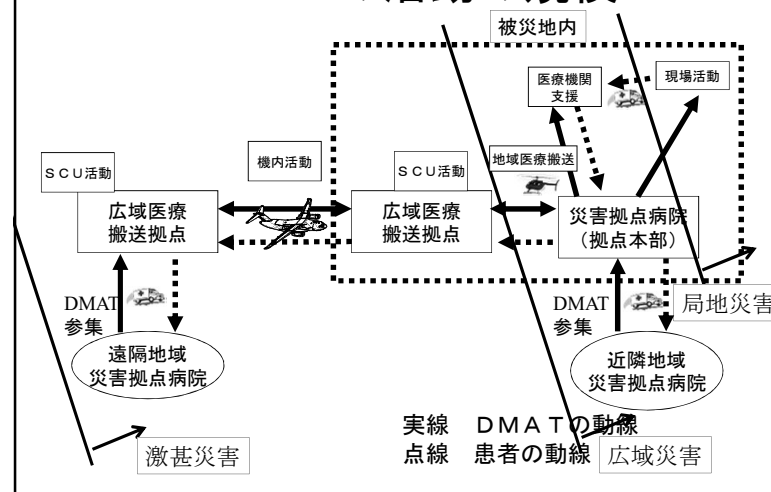 被災地内
医療機関
支援
現場活動
機内活動
地域医療搬送
ＳＣＵ活動
ＳＣＵ活動
広域医療
搬送拠点
広域医療
搬送拠点
災害拠点病院
（拠点本部）
DMAT
参集
DMAT
参集
局地災害
遠隔地域
災害拠点病院
近隣地域
災害拠点病院
実線　ＤＭＡＴの動線
点線　患者の動線
激甚災害
広域災害